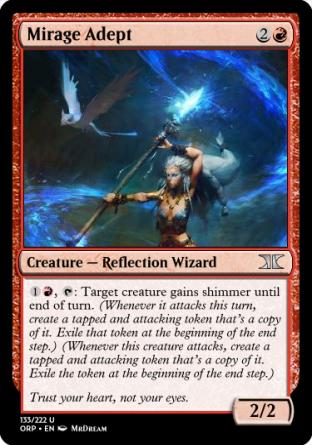 Mirage Adept 2R
Creature — Reflection Wizard
1R, T: Target creature gains shimmer until
end of turn. (Whenever it attacks this turn,
create a tapped and attacking token that's a copy
of it. Exile that token at the beginning of the end
step.) (Whenever this creature attacks, create a
tapped and attacking token that's a copy of it.
Exile the token at the beginning of the end step.)
Trust your heart, not your eyes.
2/2
133/222 U
ORP • EN MrDream